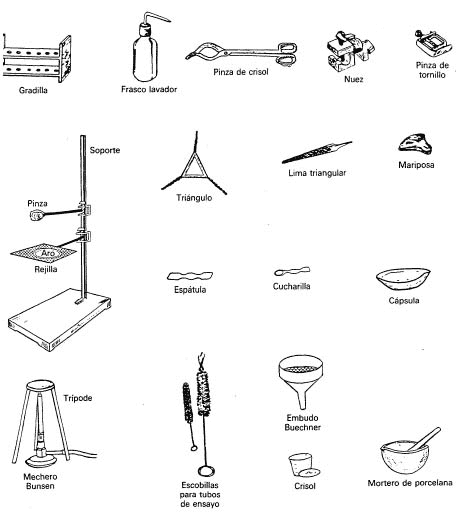 Gradilla
Frasco lavador
Pinza de crisol
Nuez
Pinza de
tornillo
Soporte
Pinza
Aro
Rejilla
Triángulo
Lima triangular
Mariposa
Espátula
Cucharilla
Cápsula
Trípode
Mechero
Bunsen
Escobillas
para tubos
de ensayo
Embudo
Buechner
Crisol
Mortero de porcelana